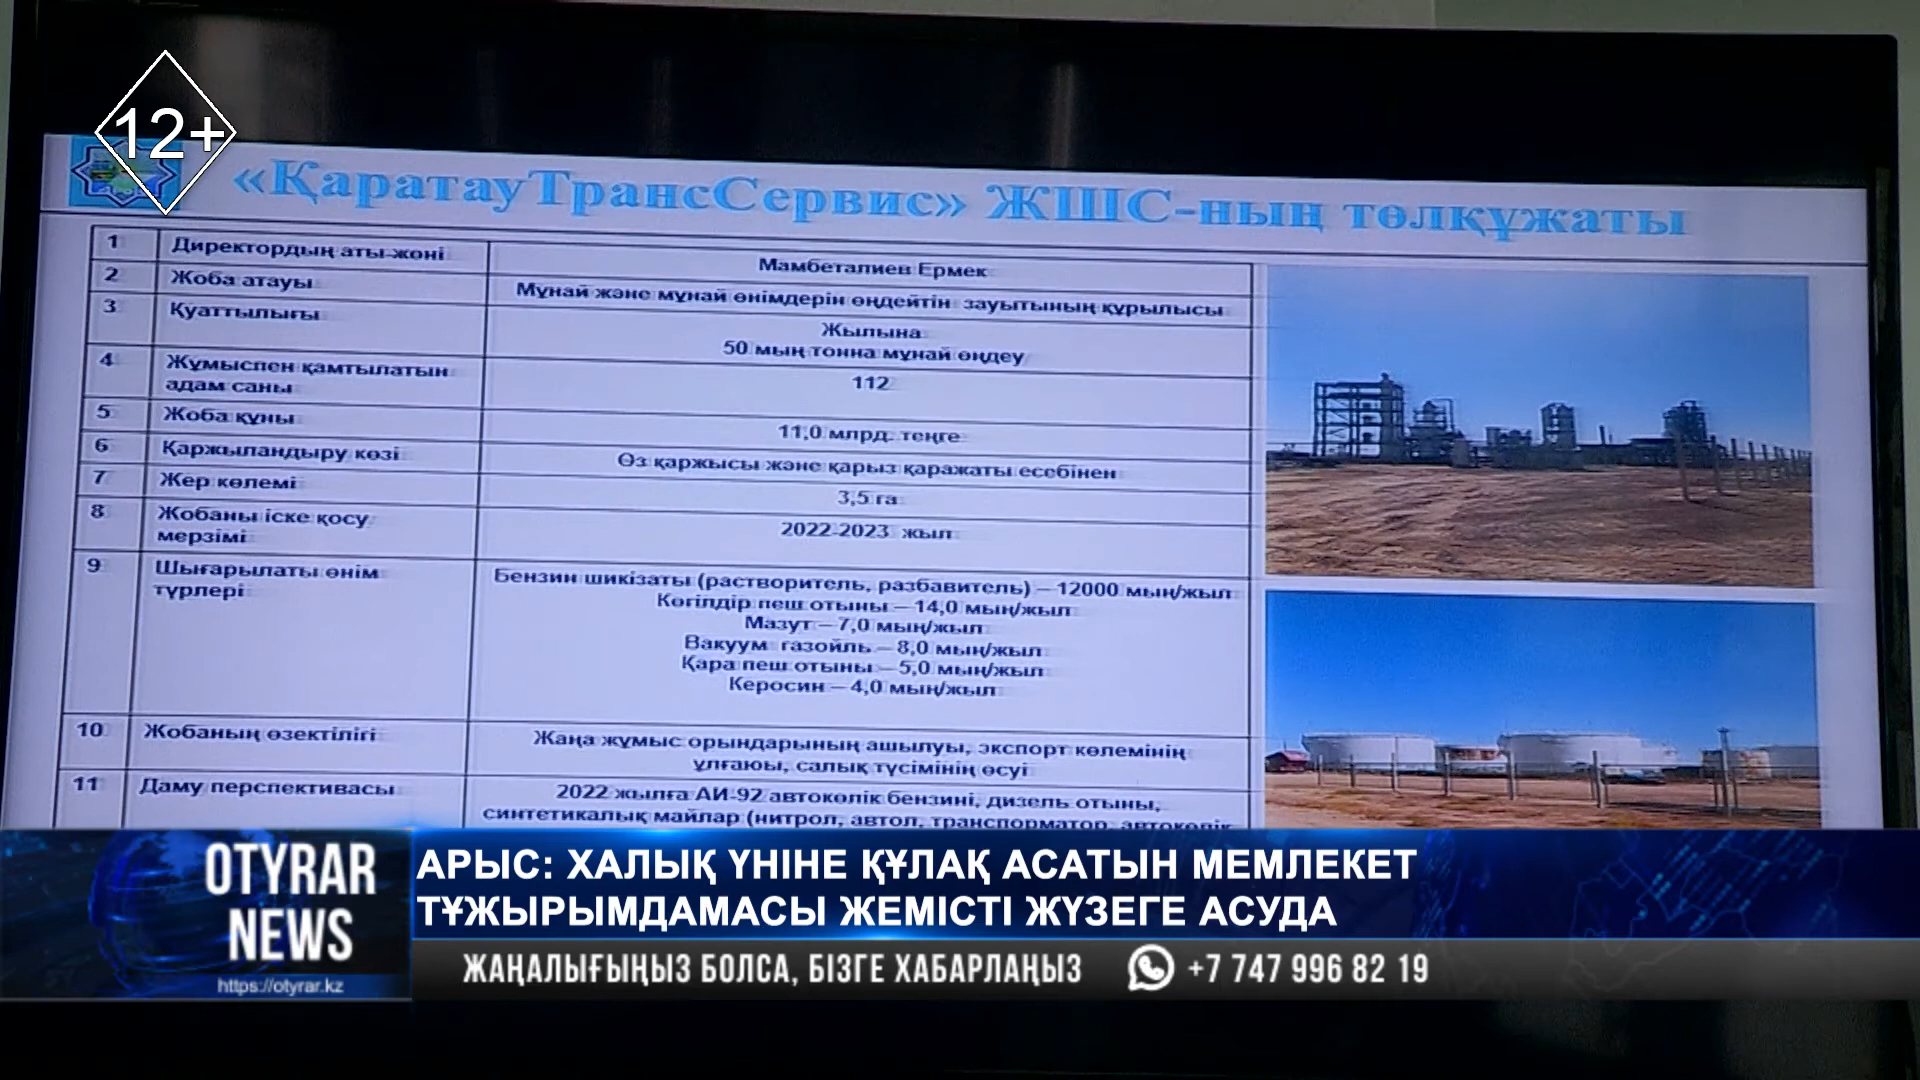 12+
«ҚаратауТрансСервис» ЖШС-ның төлқұжаты
1 Директордың аты-жөні Мамбеталиев Ермек
2 Жоба атауы Мұнай және мұнай өнімдерін өңдейтін зауытының құрылысы
3 Қуаттылығы Жылына
50 мың тонна мұнай өңдеу
4 Жұмыспен қамтылатын
адам саны 112
5 Жоба құны 11,0 млрд. теңге
6 Қаржыландыру көзі Өз қаржысы және қарыз қаражаты есебінен
7 Жер көлемі 3,5 га
8 Жобаны іске қосу
мерзімі 2022-2023 жыл
9 Шығарылаты өнім
түрлері Бензин шикізаты (растворитель, разбавитель) – 12000 мың/жыл
Көгілдір пеш отыны – 14,0 мың/жыл
Мазут – 7,0 мың/жыл
Вакуум газойль – 8,0 мың/жыл
Қара пеш отыны – 5,0 мың/жыл
Керосин – 4,0 мың/жыл
10 Жобаның өзектілігі Жаңа жұмыс орындарының ашылуы, экспорт көлемінің
ұлғаюы, салық түсімінің өсуі
11 Даму перспективасы 2022 жылға АИ-92 автокөлік бензині, дизель отыны,
синтетикалық майлар (нитрол, автол, транспорматор, автокөлік
OTYRAR
NEWS
https://otyrar.kz
АРЫС: ХАЛЫҚ ҮНІНЕ ҚҰЛАҚ АСАТЫН МЕМЛЕКЕТ
ТҰЖЫРЫМДАМАСЫ ЖЕМІСТІ ЖҮЗЕГЕ АСУДА
ЖАҢАЛЫҒЫҢЫЗ БОЛСА, БІЗГЕ ХАБАРЛАҢЫЗ +7 747 996 82 19